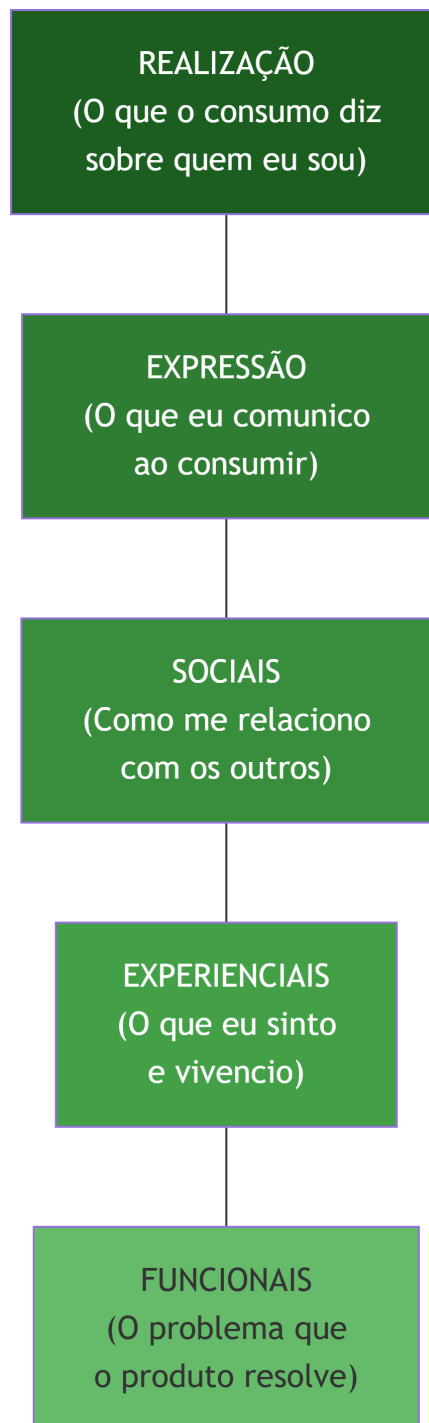 REALIZAÇÃO
(O que o consumo diz
sobre quem eu sou)
EXPRESSÃO
(O que eu comunico
ao consumir)
SOCIAIS
(Como me relaciono
com os outros)
EXPERIENCIAIS
(O que eu sinto
e vivencio)
FUNCIONAIS
(O problema que
o produto resolve)